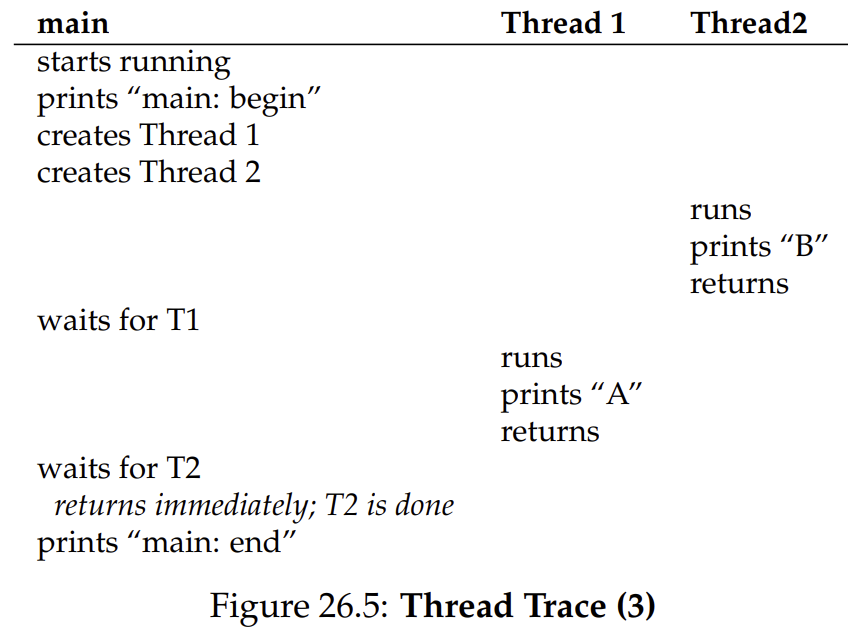 main Thread 1 Thread2
starts running
prints “main: begin”
creates Thread 1
creates Thread 2
runs
prints “B”
returns
waits for T1
runs
prints “A”
returns
waits for T2
returns immediately; T2 is done
prints “main: end”
Figure 26.5: Thread Trace (3)